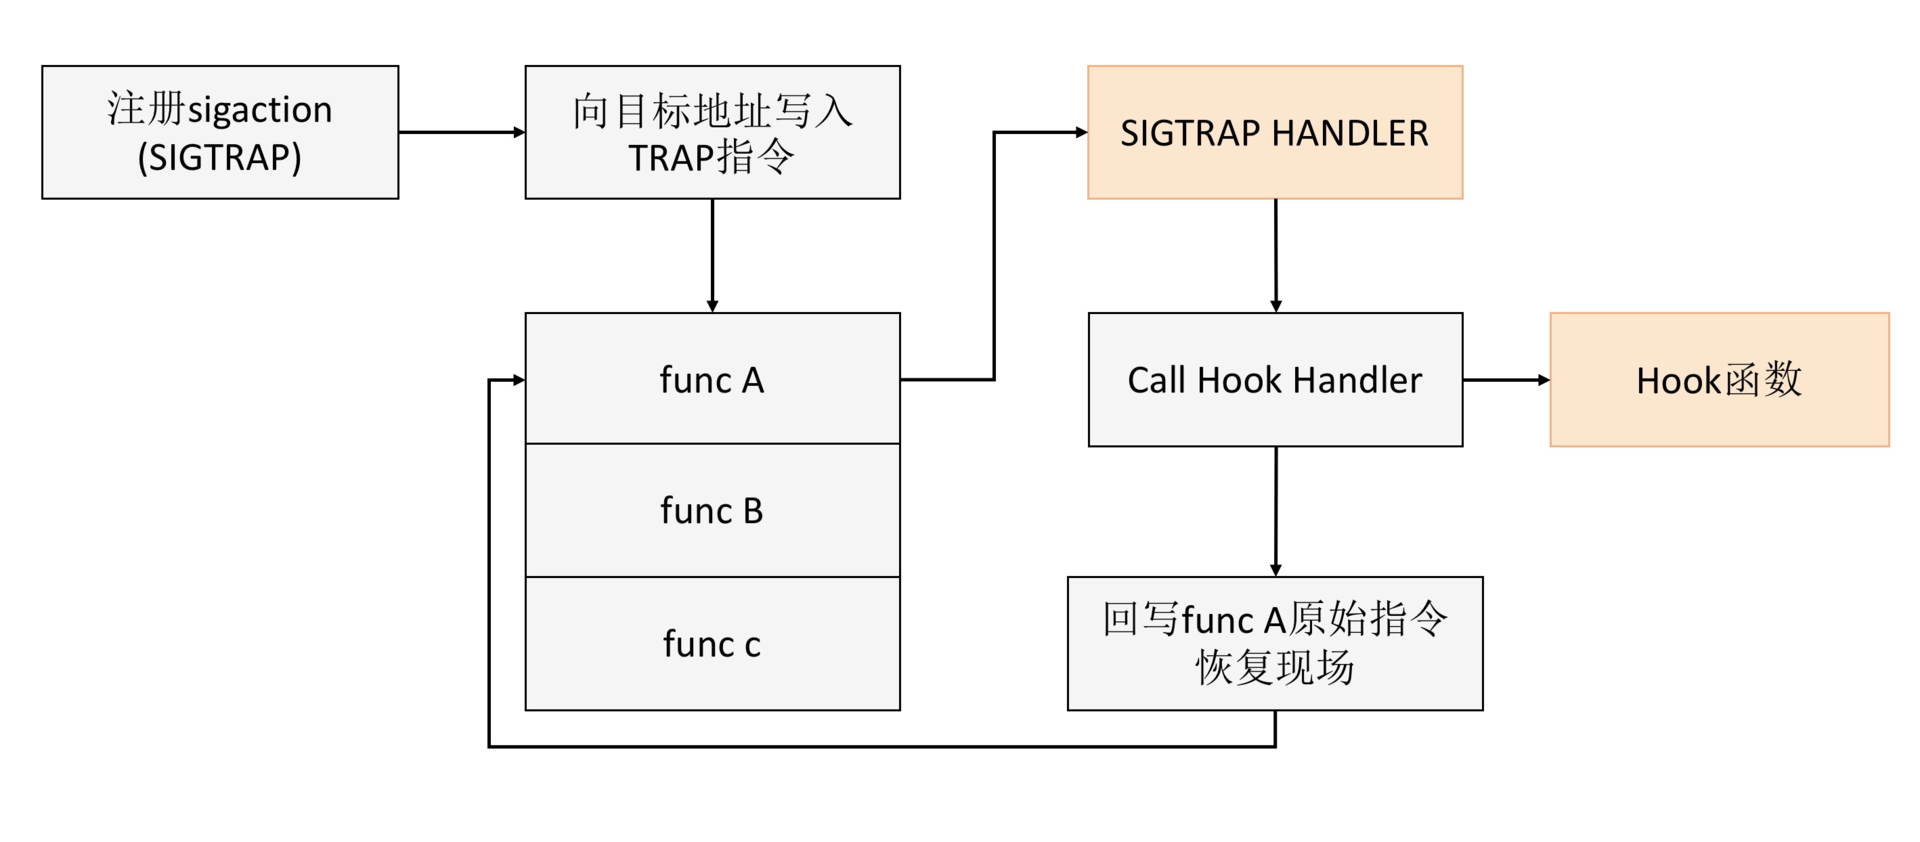 注册sigaction
(SIGTRAP)
向目标地址写入
TRAP指令
SIGTRAP HANDLER
func A
Call Hook Handler
Hook函数
func B
func c
回写func A原始指令
恢复现场